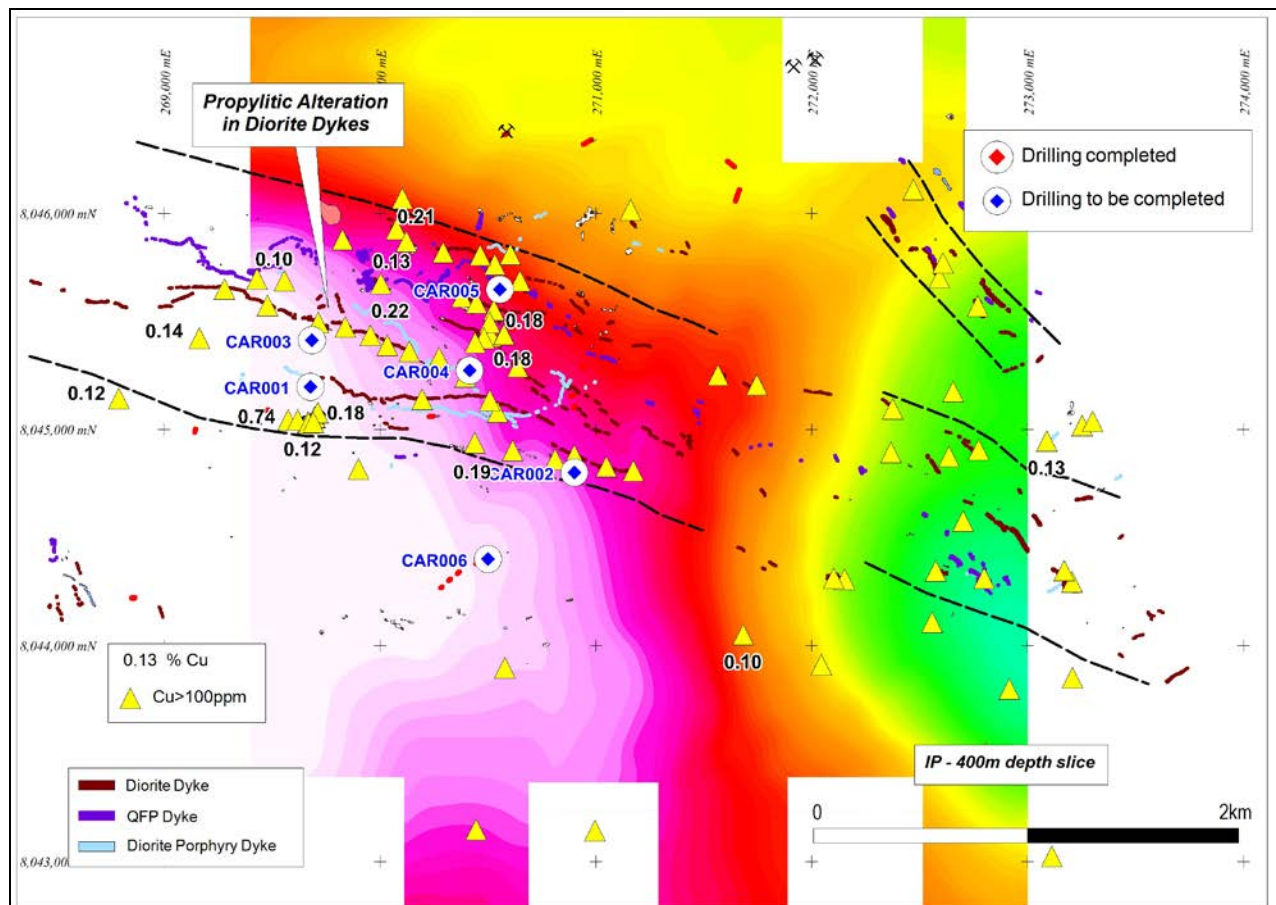 269,000 mE
271,000 mE
272,000 mE
273,000 mE
274,000 mE
Propylitic Alteration
in Diorite Dykes
Drilling completed
Drilling to be completed
8,046,000 mN
0.21
0.10
0.13
CAR005
0.22
0.18
0.14
CAR003
0.18
CAR004
CAR001
0.12
0.74
0.18
8,045,000 mN
0.12
0.13
0.19
CAR002
CAR006
8,044,000 mN
0.13 % Cu
0.10
Cu>100ppm
IP - 400m depth slice
Diorite Dyke
QFP Dyke
Diorite Porphyry Dyke
0
2km